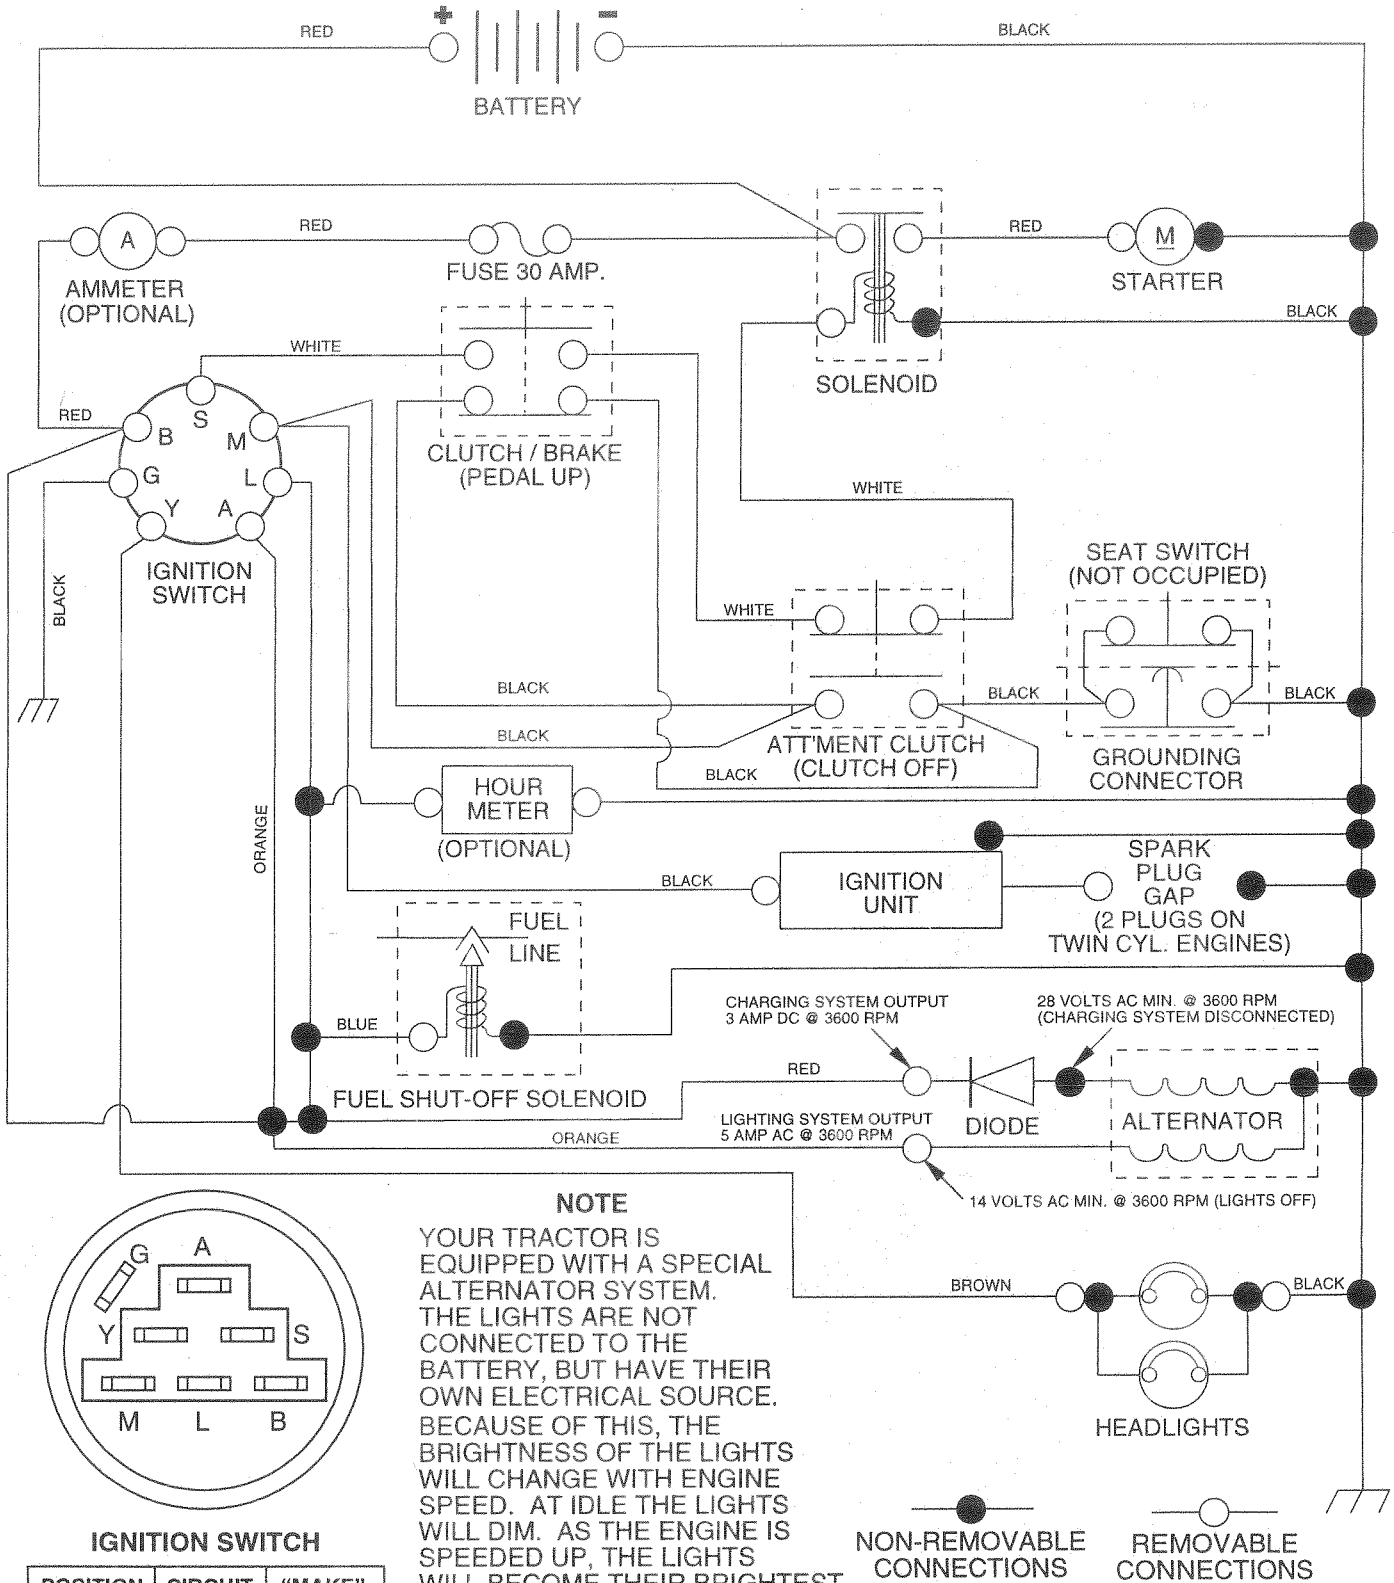 + −
RED
BLACK
BATTERY
A
RED
RED
M
FUSE 30 AMP.
AMMETER
(OPTIONAL)
STARTER
BLACK
WHITE
SOLENOID
RED
S
B
M
G
L
Y
A
CLUTCH / BRAKE
(PEDAL UP)
WHITE
IGNITION
SWITCH
BLACK
SEAT SWITCH
(NOT OCCUPIED)
WHITE
BLACK
BLACK
BLACK
BLACK
ATT'MENT CLUTCH
(CLUTCH OFF)
GROUNDING
CONNECTOR
BLACK
HOUR
METER
(OPTIONAL)
ORANGE
BLACK
IGNITION
UNIT
SPARK
PLUG
GAP
(2 PLUGS ON
TWIN CYL. ENGINES)
FUEL
LINE
BLUE
FUEL SHUT-OFF SOLENOID
CHARGING SYSTEM OUTPUT
3 AMP DC @ 3600 RPM
28 VOLTS AC MIN. @ 3600 RPM
(CHARGING SYSTEM DISCONNECTED)
RED
DIODE
ALTERNATOR
LIGHTING SYSTEM OUTPUT
5 AMP AC @ 3600 RPM
ORANGE
14 VOLTS AC MIN. @ 3600 RPM (LIGHTS OFF)
BROWN
BLACK
HEADLIGHTS
G
A
Y
S
M
L
B
IGNITION SWITCH
POSITION CIRCUIT "MAKE"
NOTE
YOUR TRACTOR IS
EQUIPPED WITH A SPECIAL
ALTERNATOR SYSTEM.
THE LIGHTS ARE NOT
CONNECTED TO THE
BATTERY, BUT HAVE THEIR
OWN ELECTRICAL SOURCE.
BECAUSE OF THIS, THE
BRIGHTNESS OF THE LIGHTS
WILL CHANGE WITH ENGINE
SPEED. AT IDLE THE LIGHTS
WILL DIM. AS THE ENGINE IS
SPEEDED UP, THE LIGHTS
WILL BECOME THEIR BRIGHTEST
NON-REMOVABLE
CONNECTIONS
REMOVABLE
CONNECTIONS